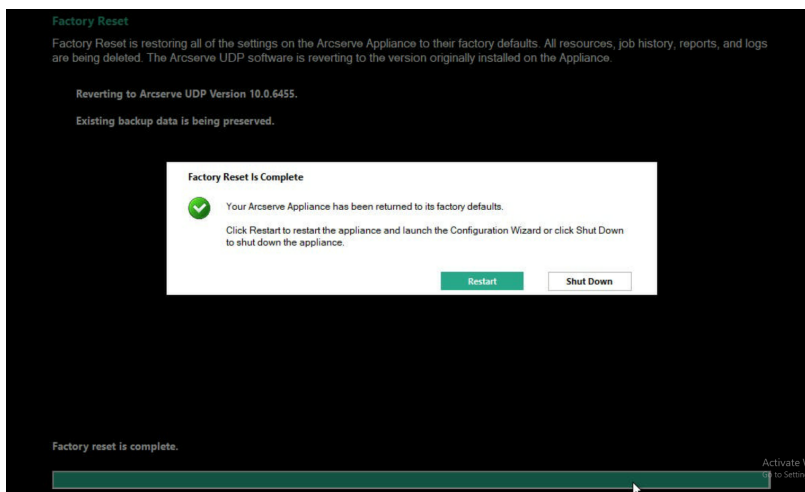 Factory Reset
Factory Reset is restoring all of the settings on the Arcserve Appliance to their factory defaults. All resources, job history, reports, and logs
are being deleted. The Arcserve UDP software is reverting to the version originally installed on the Appliance.
Reverting to Arcserve UDP Version 10.0.6455.
Existing backup data is being preserved.
Factory Reset Is Complete
Your Arcserve Appliance has been returned to its factory defaults.
Click Restart to restart the appliance and launch the Configuration Wizard or click Shut Down
to shut down the appliance.
Restart
Shut Down
Factory reset is complete.
Activate
Go to Settin